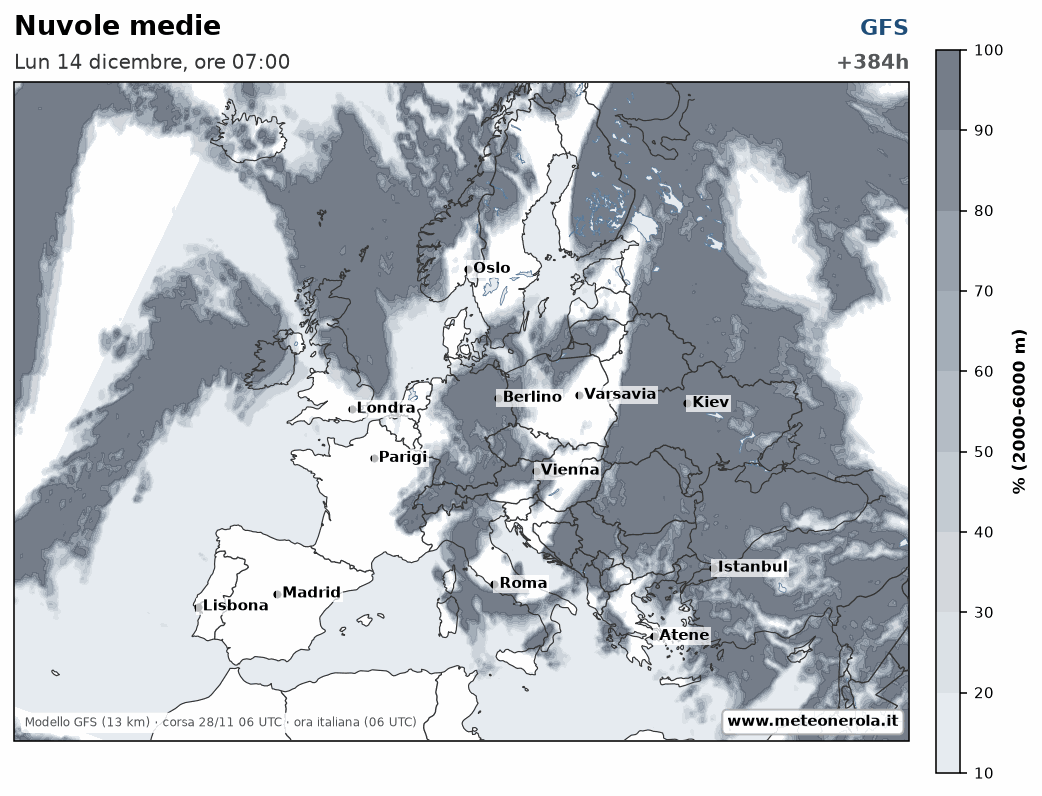 Nuvole medie
GFS
Lun 14 dicembre, ore 07:00
+384h
100
90
80
70
60
50
40
30
20
10
% (2000-6000 m)
Oslo
Berlino
Varsavia
Kiev
Londra
Parigi
Vienna
Istanbul
Roma
Madrid
Lisbona
Atene
Modello GFS (13 km) · corsa 28/11 06 UTC · ora italiana (06 UTC)
www.meteonerola.it